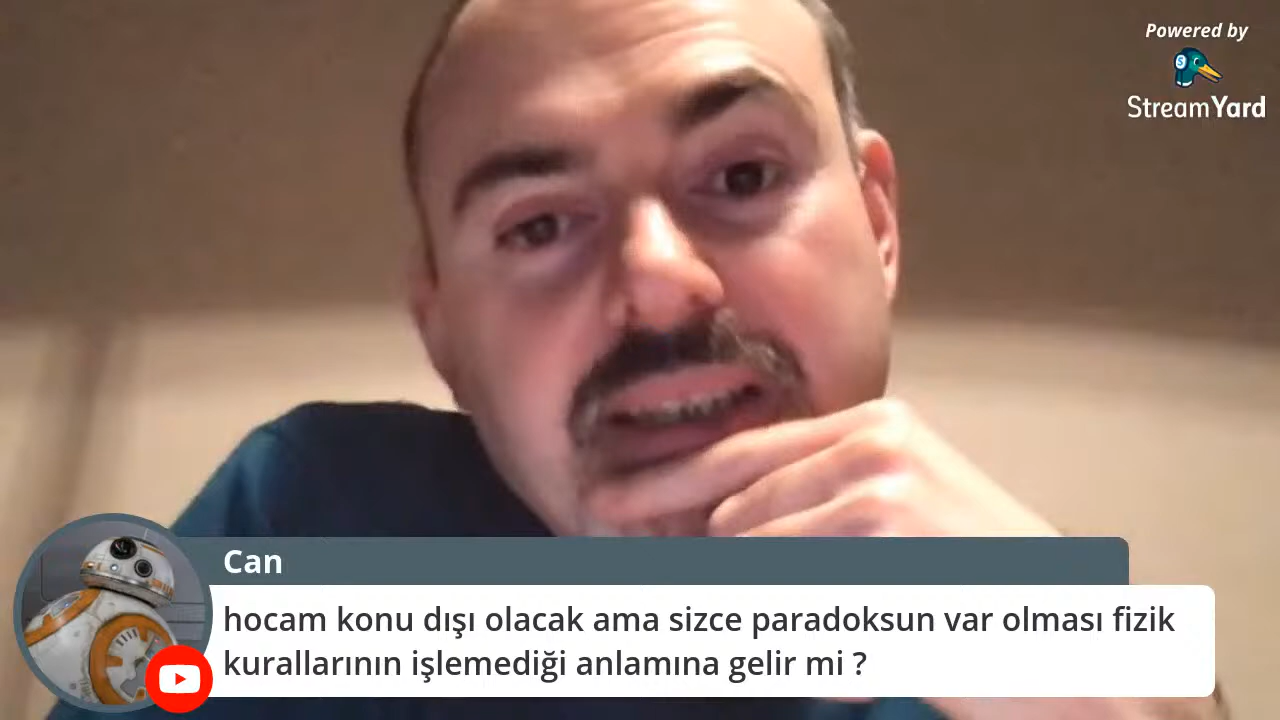 Powered by
StreamYard
Can
hocam konu dışı olacak ama sizce paradoksun var olması fizik
kurallarının işlemediği anlamına gelir mi ?